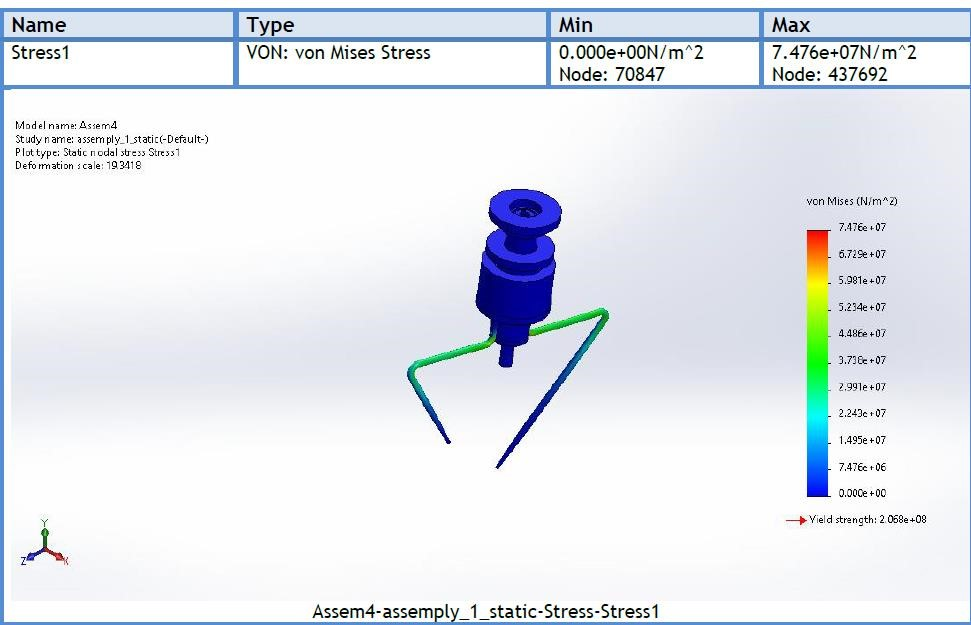 Name Type Min Max
Stress1 VON: von Mises Stress 0.000e+00N/m^2 7.476e+07N/m^2
Node: 70847 Node: 437692
Model name: Assem4
Study name: assemply_1_static(-Default-)
Plot type: Static nodal stress Stress1
Deformation scale: 19.3418
von Mises (N/m^2)
7.476e+07
6.729e+07
5.981e+07
5.234e+07
4.486e+07
3.738e+07
2.991e+07
2.243e+07
1.495e+07
7.476e+06
0.000e+00
Yield strength: 2.068e+08
Y
Z X
Assem4-assemply_1_static-Stress-Stress1